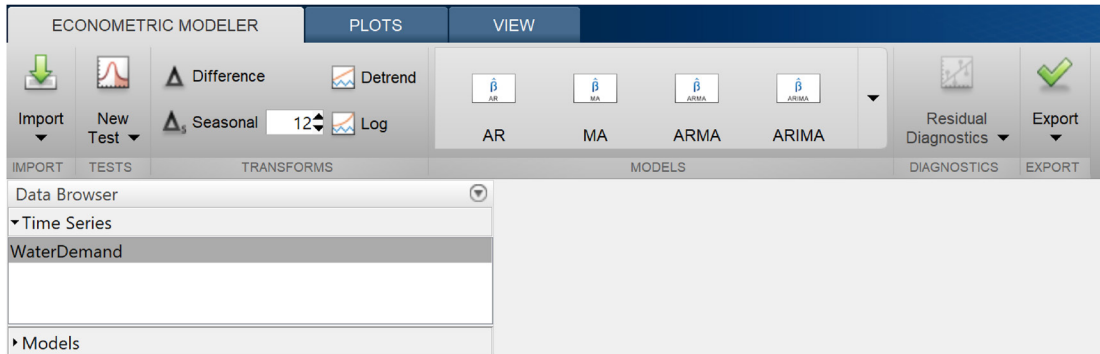 ECONOMETRIC MODELER PLOTS VIEW
Import
New Test
Δ Difference
Δs Seasonal 12
Detrend
Log
β̂ AR
AR
β̂ MA
MA
β̂ ARMA
ARMA
β̂ ARIMA
ARIMA
Residual
Diagnostics
Export
IMPORT TESTS TRANSFORMS MODELS DIAGNOSTICS EXPORT
Data Browser
Time Series
WaterDemand
Models